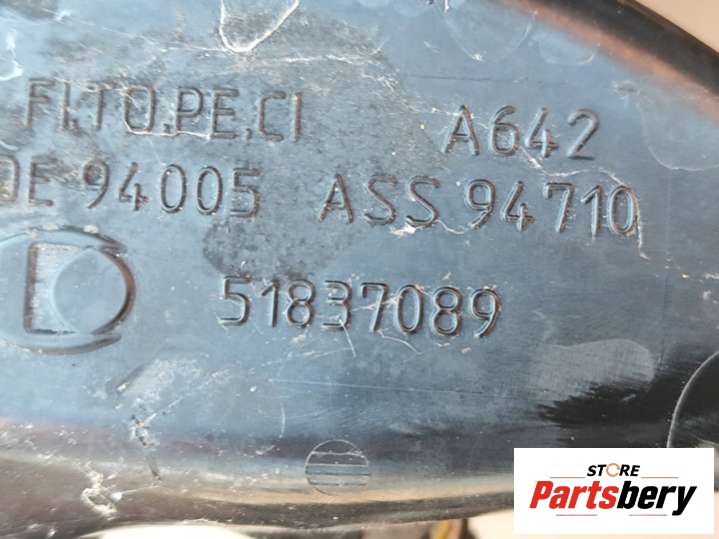 FI.TO.PE.CI A642
DE 94005 ASS 94710
51837089
STORE
Partsbery